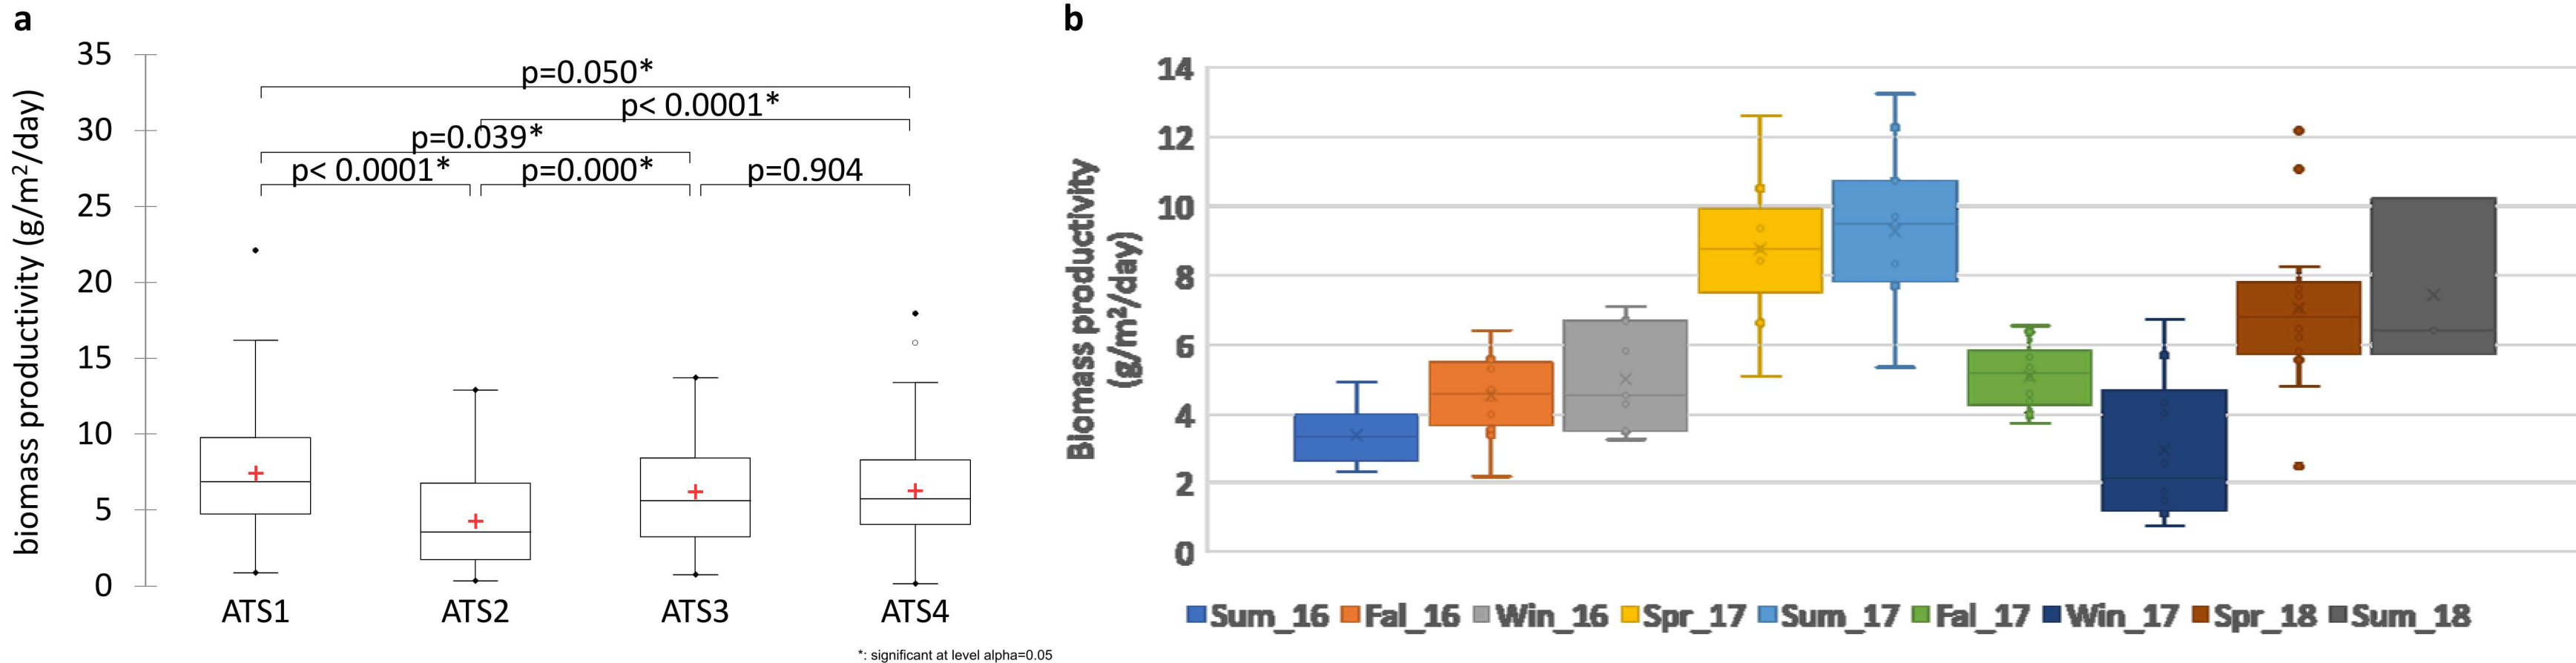 a
biomass productivity (g/m²/day)
35
30
25
20
15
10
5
0
p=0.050*
p< 0.0001*
p=0.039*
p< 0.0001* p=0.000* p=0.904
ATS1 ATS2 ATS3 ATS4
*: significant at level alpha=0.05
b
Biomass productivity
(g/m²/day)
14
12
10
8
6
4
2
0
Sum_16 Fal_16 Win_16 Spr_17 Sum_17 Fal_17 Win_17 Spr_18 Sum_18